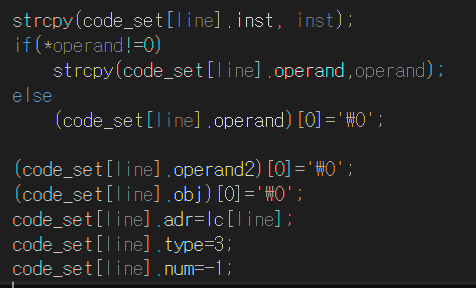 strcpy(code_set[line].inst, inst);
if(*operand!=0)
    strcpy(code_set[line].operand,operand);
else
    (code_set[line].operand)[0]='₩0';

(code_set[line].operand2)[0]='₩0';
(code_set[line].obj)[0]='₩0';
code_set[line].adr=lc[line];
code_set[line].type=3;
code_set[line].num=-1;